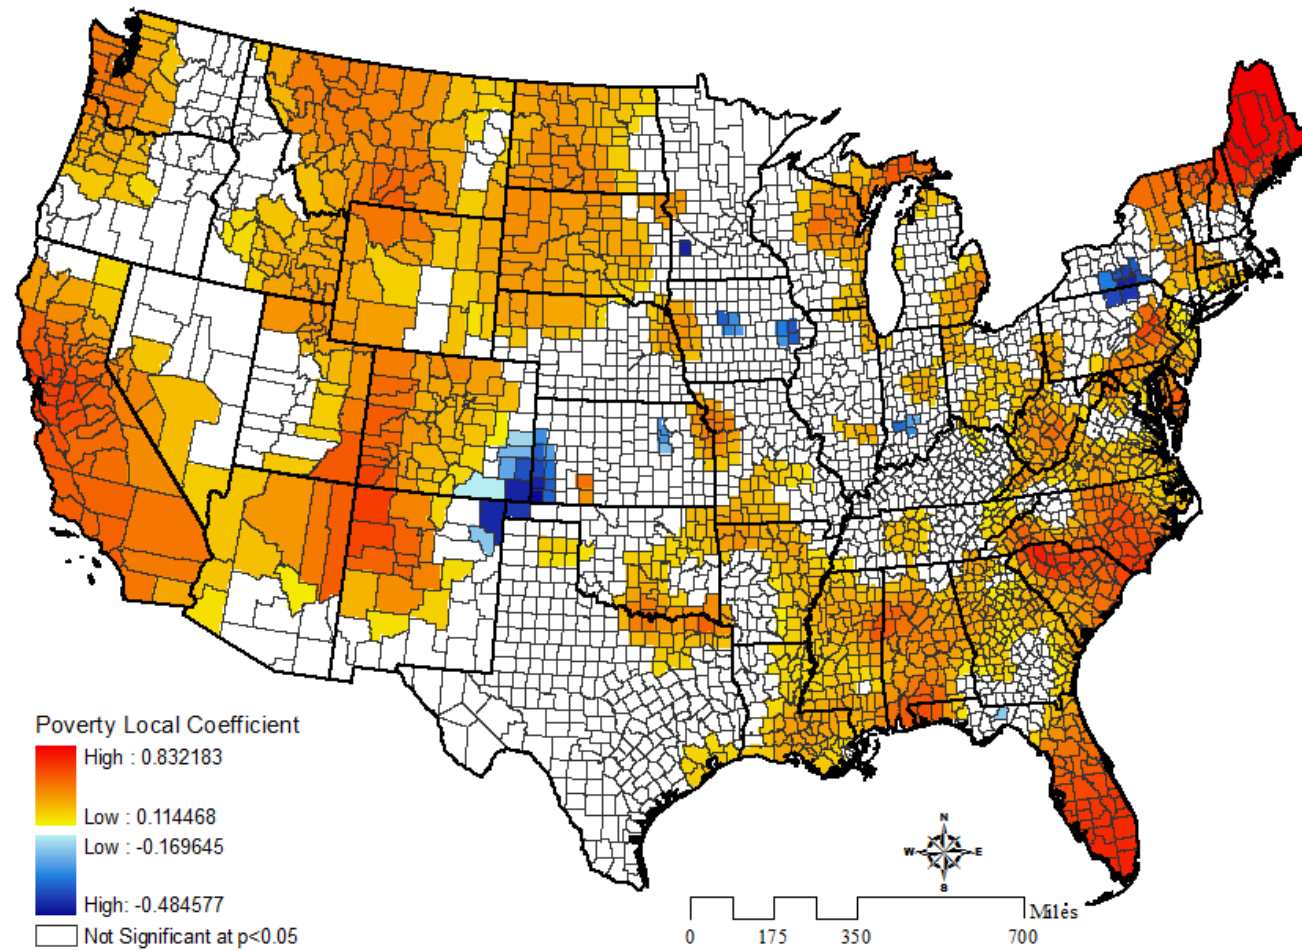 Poverty Local Coefficient
High : 0.832183
Low : 0.114468
Low : -0.169645
High: -0.484577
Not Significant at p<0.05
N
W E
S
Miles
0 175 350 700